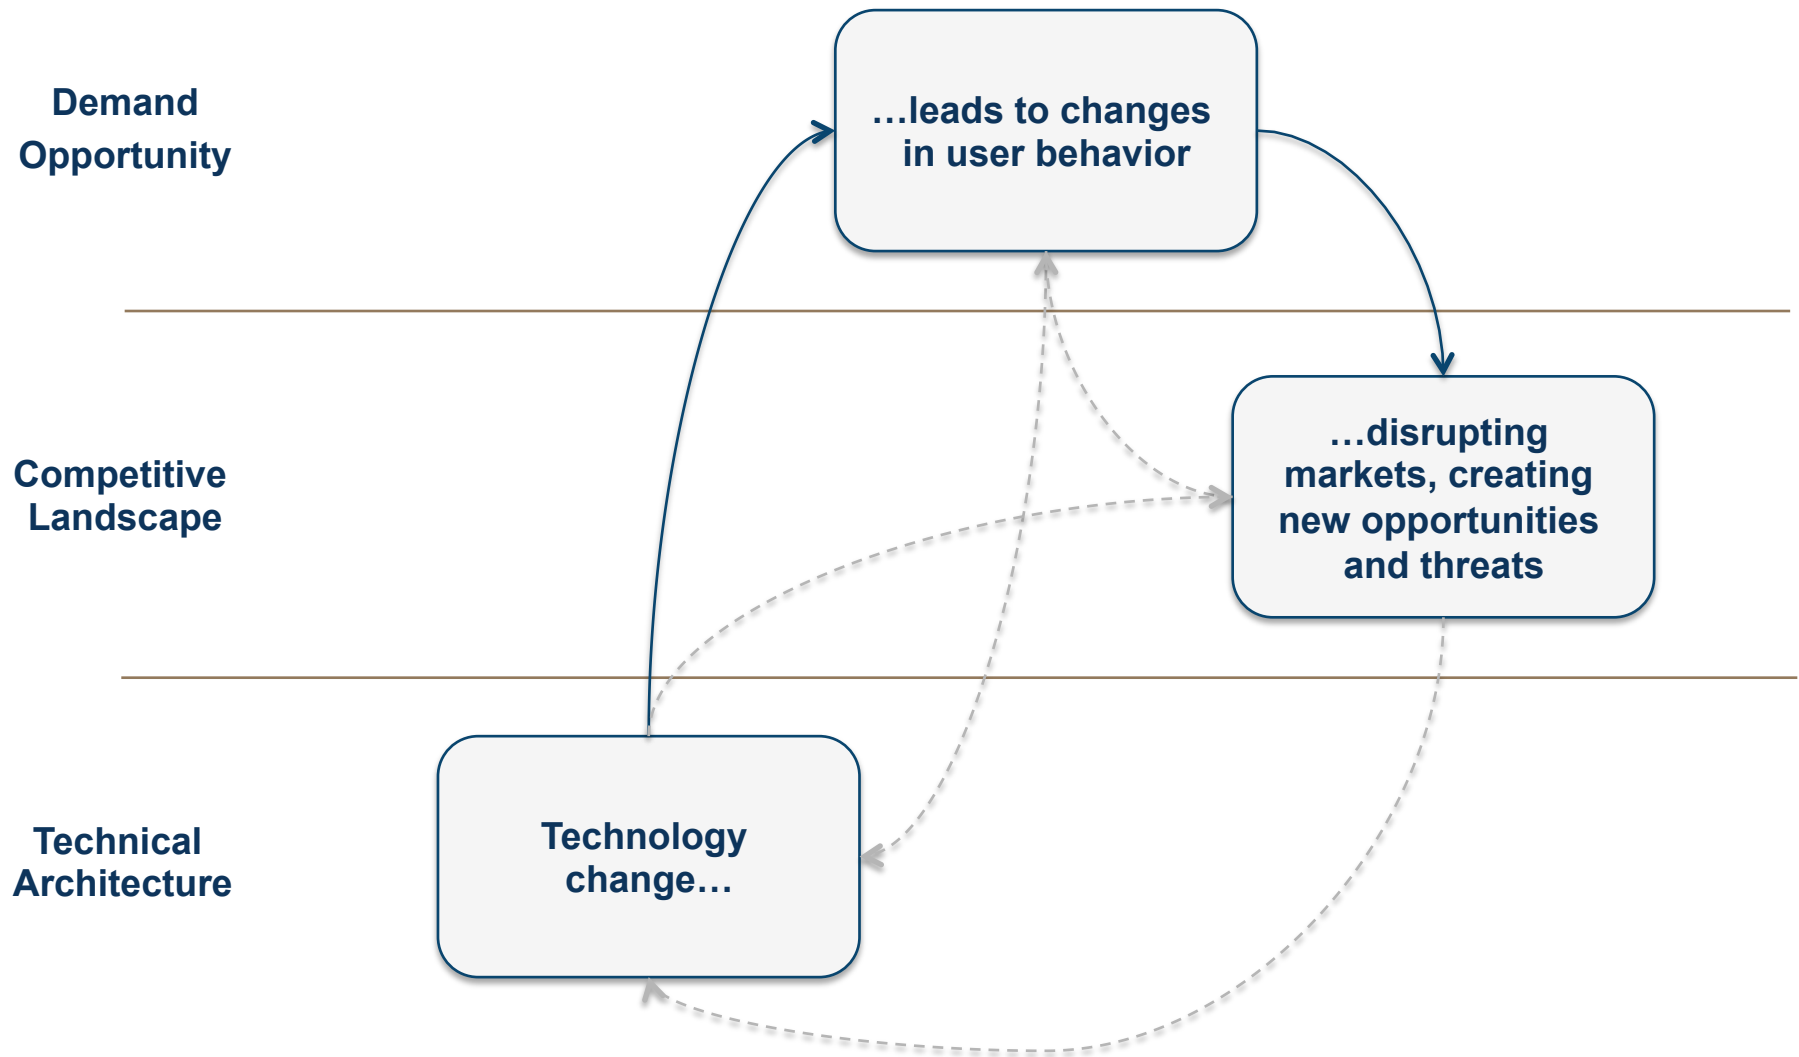 Demand
Opportunity
…leads to changes
in user behavior
Competitive
Landscape
…disrupting
markets, creating
new opportunities
and threats
Technical
Architecture
Technology
change…